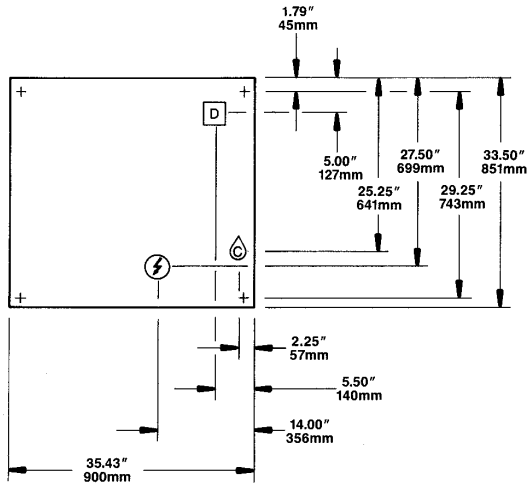 1.79"
45mm
D
5.00"
127mm
27.50"
699mm
33.50"
851mm
25.25"
641mm
29.25"
743mm
C
2.25"
57mm
5.50"
140mm
14.00"
356mm
35.43"
900mm